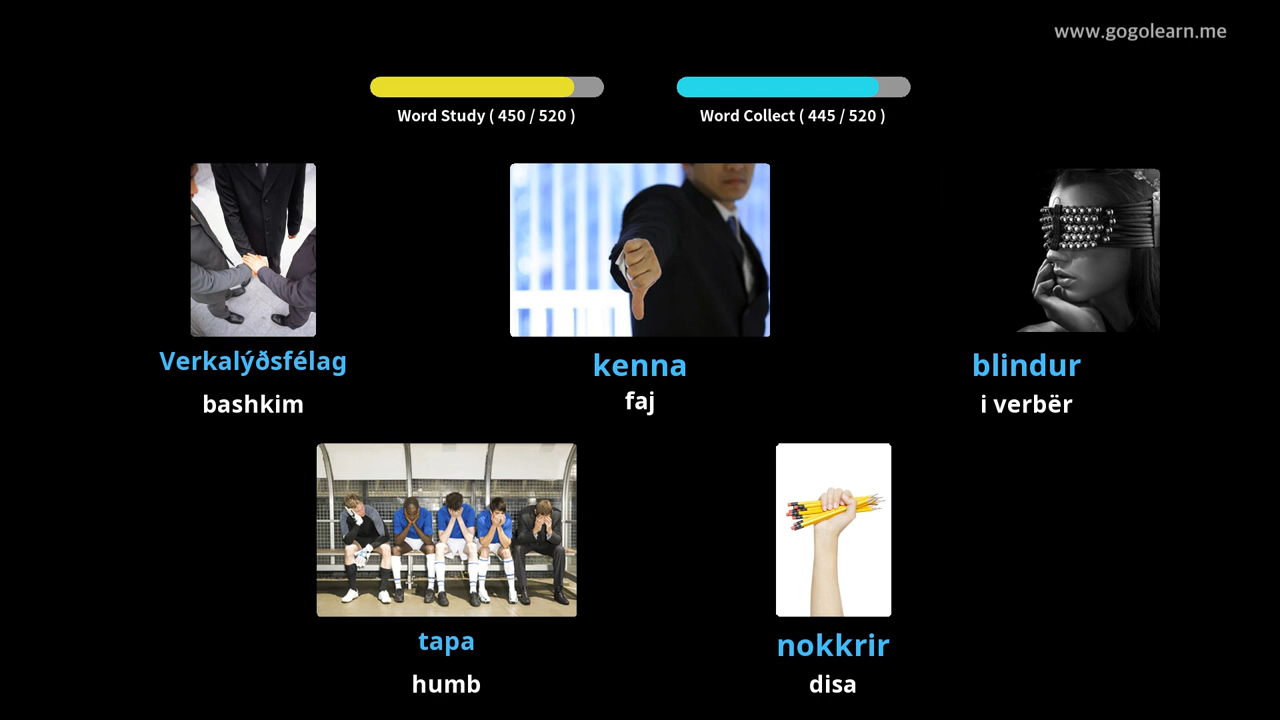 www.gogolearn.me
Word Study ( 450 / 520 )
Word Collect ( 445 / 520 )
Verkalýðsfélag
bashkim
kenna
faj
blindur
i verbër
tapa
humb
nokkrir
disa